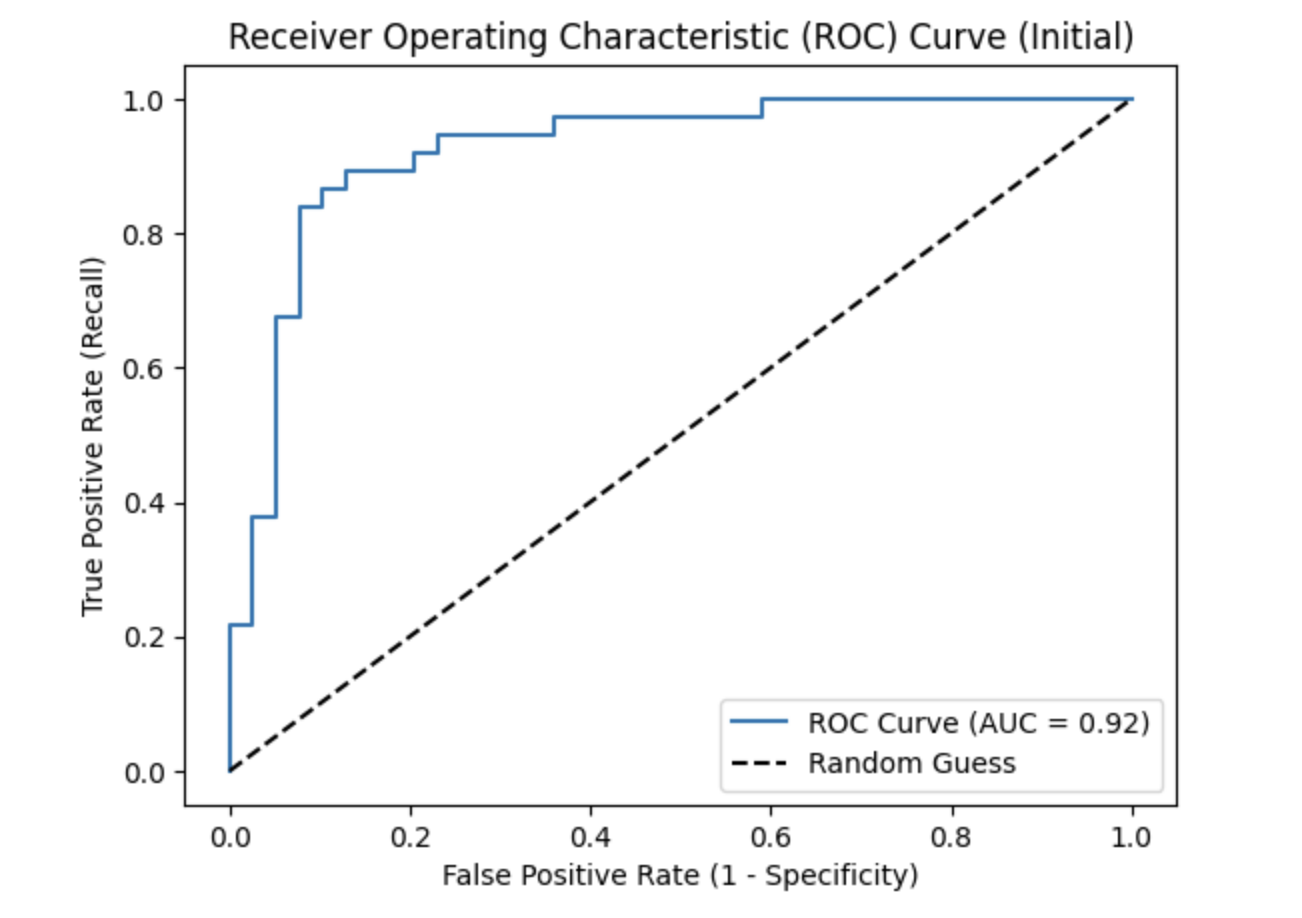 Receiver Operating Characteristic (ROC) Curve (Initial)
True Positive Rate (Recall)
1.0
0.8
0.6
0.4
0.2
0.0
ROC Curve (AUC = 0.92)
Random Guess
0.0 0.2 0.4 0.6 0.8 1.0
False Positive Rate (1 - Specificity)